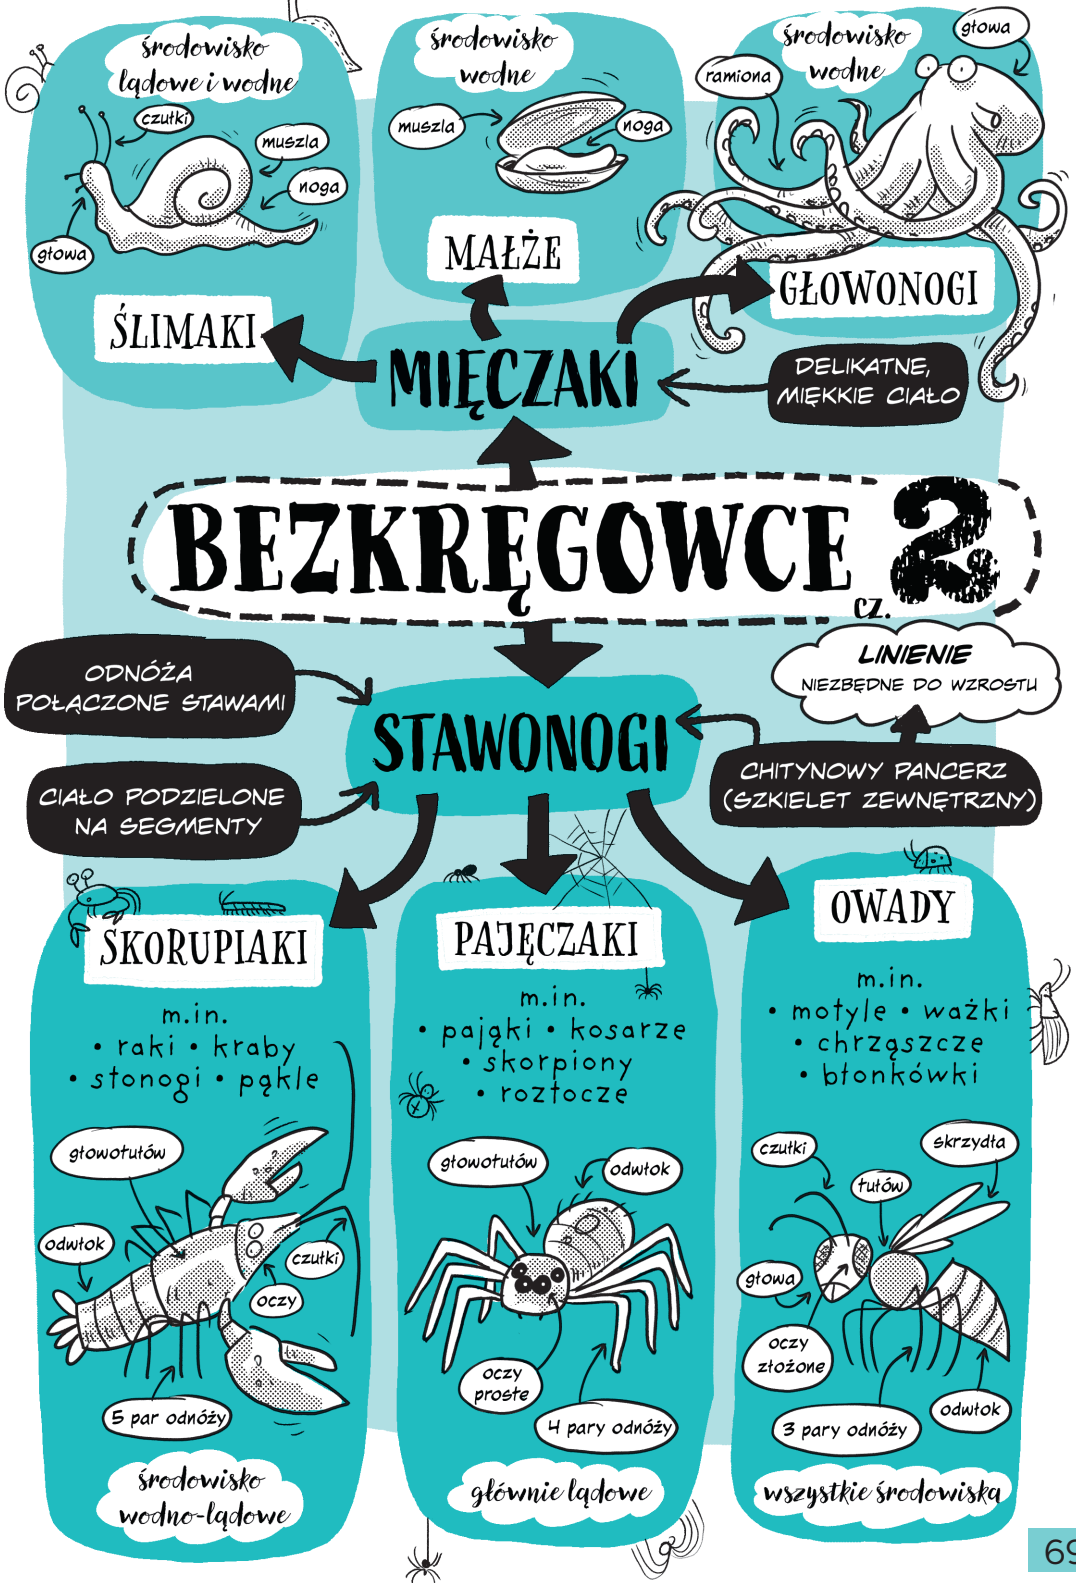 środowisko
lądowe i wodne
czułki
muszla
noga
głowa
ŚLIMAKI
środowisko
wodne
muszla
noga
MAŁŻE
środowisko
wodne
głowa
ramiona
GŁOWONOGI
MIĘCZAKI
DELIKATNE,
MIĘKKIE CIAŁO
BEZKRĘGOWCE
cz. 2
ODNÓŻA
POŁĄCZONE STAWAMI
CIAŁO PODZIELONE
NA SEGMENTY
STAWONOGI
LINIENIE
NIEZBĘDNE DO WZROSTU
CHITYNOWY PANCERZ
(SZKIELET ZEWNĘTRZNY)
SKORUPIAKI
m.in.
• raki • kraby
• stonogi • pąkle
głowotułów
odwłok
czułki
oczy
5 par odnóży
środowisko
wodno-lądowe
PAJĘCZAKI
m.in.
• pająki • kosarze
• skorpiony
• roztocze
głowotułów
odwłok
oczy
proste
4 pary odnóży
głównie lądowe
OWADY
m.in.
• motyle • ważki
• chrząszcze
• błonkówki
czułki
skrzydła
tułów
głowa
oczy
złożone
3 pary odnóży
odwłok
wszystkie środowiska
69